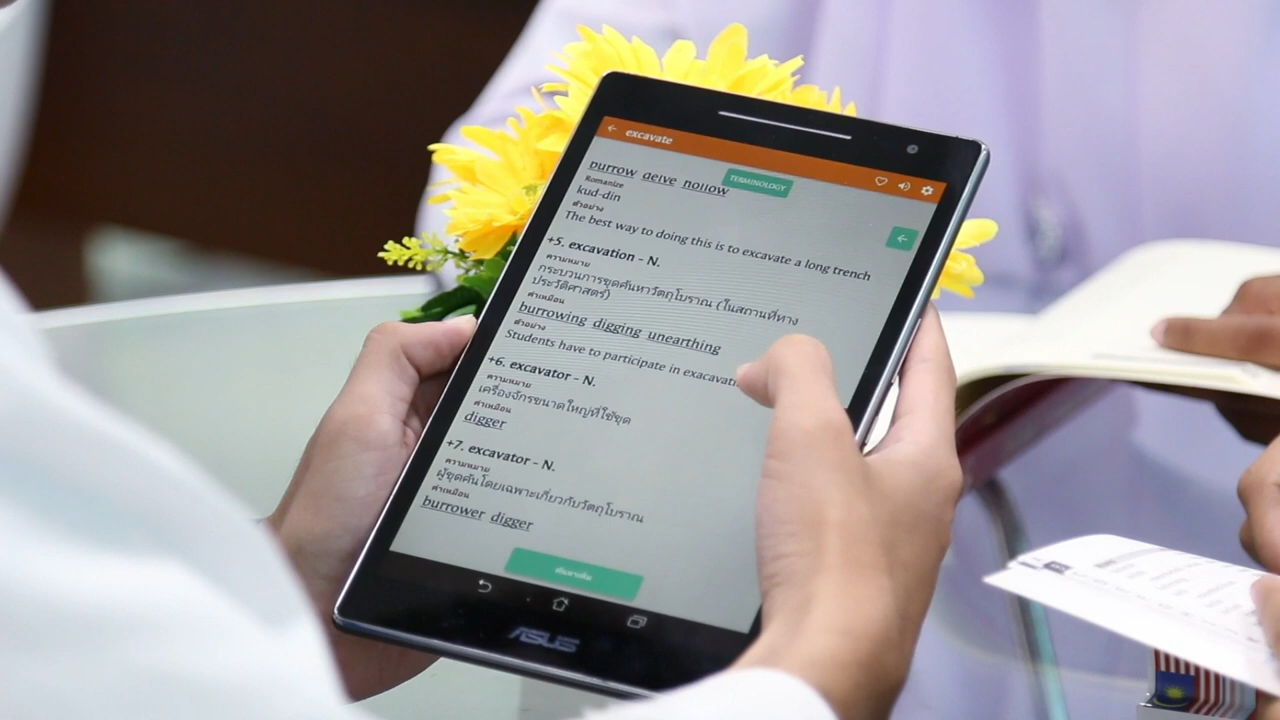 excavate
TERMINOLOGY
burrow delve hollow
Romanize
kud-din
ตัวอย่าง
The best way to doing this is to excavate a long trench
+5. excavation - N.
ความหมาย
กระบวนการขุดค้นหาวัตถุโบราณ (ในสถานที่ทาง
ประวัติศาสตร์)
คำเหมือน
burrowing digging unearthing
ตัวอย่าง
Students have to participate in
+6. excavator - N.
ความหมาย
เครื่องจักรขนาดใหญ่ที่ใช้ขุด
คำเหมือน
digger
+7. excavator - N.
ความหมาย
ผู้ขุดค้นโดยเฉพาะเกี่ยวกับวัตถุโบราณ
คำเหมือน
burrower digger
ค้นหาเพิ่ม
ASUS